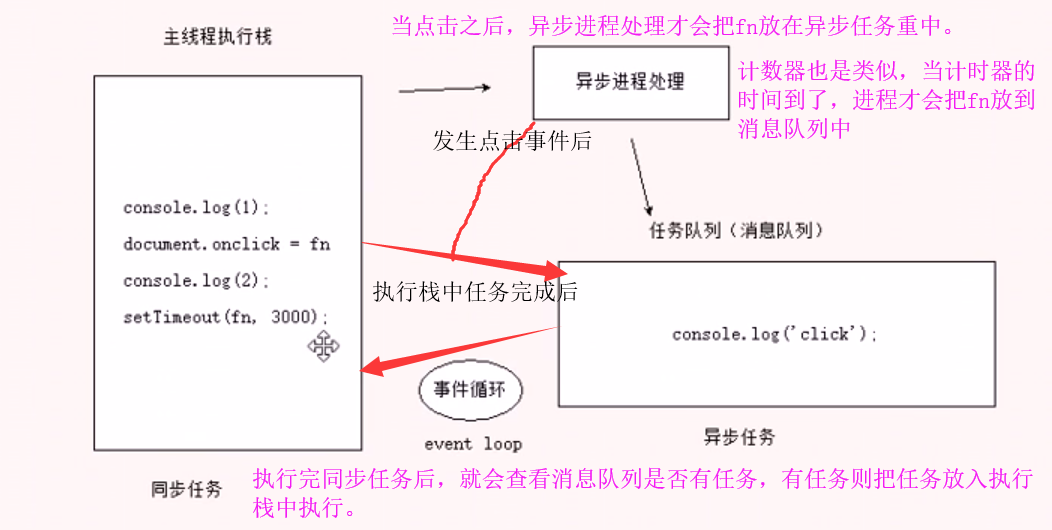 主线程执行栈
当点击之后，异步进程处理才会把fn放在异步任务重中。
异步进程处理
计数器也是类似，当计时器的
时间到了，进程才会把fn放到
消息队列中
发生点击事件后
console.log(1);
document.onclick = fn
console.log(2);
setTimeout(fn, 3000);
任务队列（消息队列）
执行栈中任务完成后
console.log('click');
事件循环
event loop
异步任务
同步任务
执行完同步任务后，就会查看消息队列是否有任务，有任务则把任务放入执行
栈中执行。